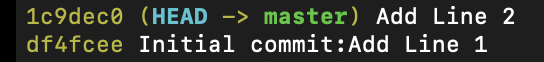 1c9dec0 (HEAD -> master) Add Line 2
df4fcee Initial commit:Add Line 1